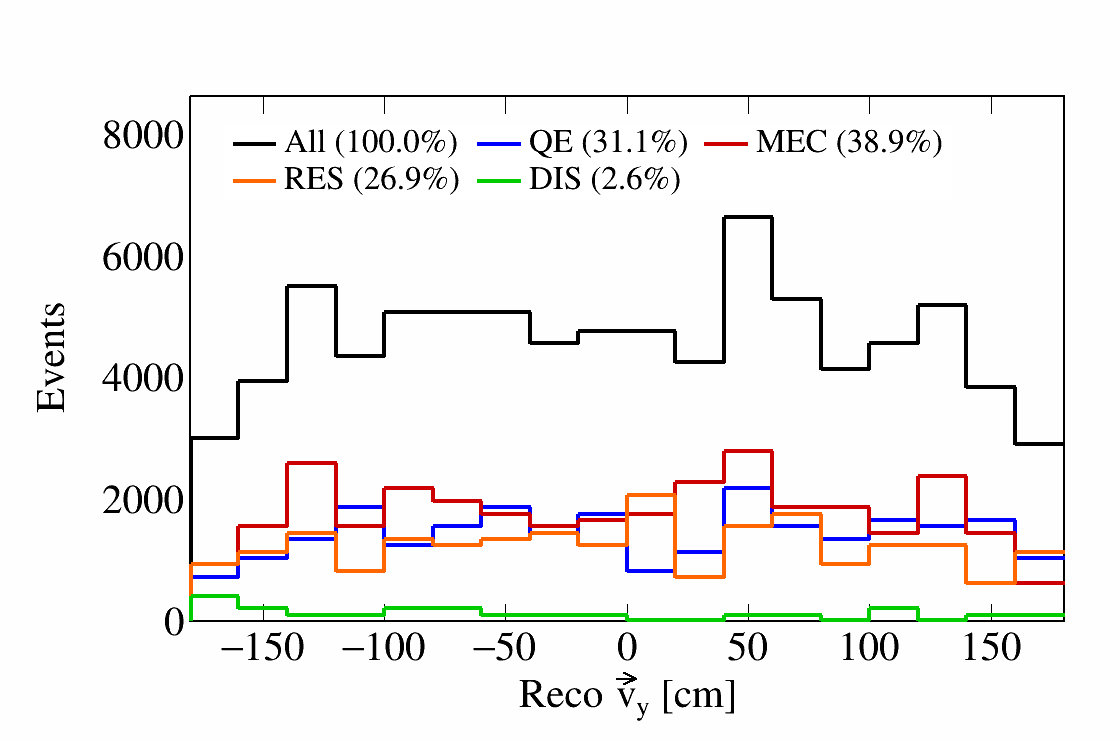 8000
6000
4000
2000
0
Events
All (100.0%) QE (31.1%) MEC (38.9%)
RES (26.9%) DIS (2.6%)
−150 −100 −50 0 50 100 150
Reco v⃗y [cm]